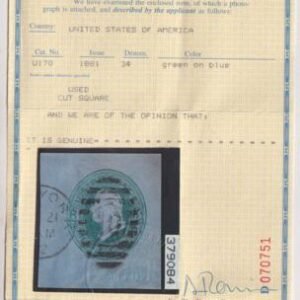 We have examined the enclosed item, of which a photo-
graph is attached, and described by the applicant as follows:
Country: UNITED STATES OF AMERICA
Cat. No. Issue Denom. Color
U170 1881 3¢ green on blue
USED
CUT SQUARE
AND WE ARE OF THE OPINION THAT:
IT IS GENUINE
379084
D 070751